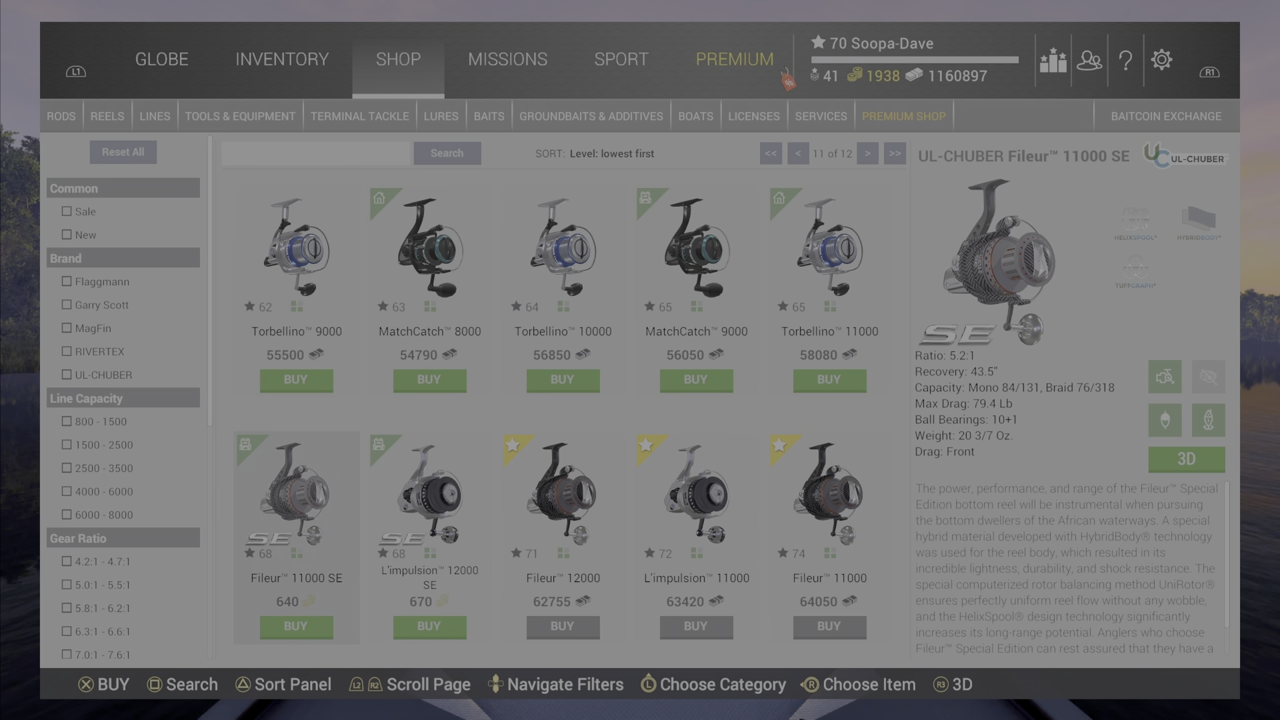 GLOBE INVENTORY SHOP MISSIONS SPORT PREMIUM
L1
70 Soopa-Dave
41 1938 1160897
R1
RODS REELS LINES TOOLS & EQUIPMENT TERMINAL TACKLE LURES BAITS GROUNDBAITS & ADDITIVES BOATS LICENSES SERVICES PREMIUM SHOP BAITCOIN EXCHANGE
Reset All
Search SORT: Level: lowest first << < 11 of 12 > >>
Common
Sale
New
Brand
Flaggmann
Garry Scott
MagFin
RIVERTEX
UL-CHUBER
Line Capacity
800 - 1500
1500 - 2500
2500 - 3500
4000 - 6000
6000 - 8000
Gear Ratio
4.2:1 - 4.7:1
5.0:1 - 5.5:1
5.8:1 - 6.2:1
6.3:1 - 6.6:1
7.0:1 - 7.6:1
62 63 64 65 65
Torbellino™ 9000 MatchCatch™ 8000 Torbellino™ 10000 MatchCatch™ 9000 Torbellino™ 11000
55500 54790 56850 56050 58080
BUY BUY BUY BUY BUY
SE SE
68 68 71 72 74
Fileur™ 11000 SE L'impulsion™ 12000 SE Fileur™ 12000 L'impulsion™ 11000 Fileur™ 11000
640 670 62755 63420 64050
BUY BUY BUY BUY BUY
UL-CHUBER Fileur™ 11000 SE UL-CHUBER
HELIXSPOOL® HYBRIDBODY®
SE
Ratio: 5.2:1
Recovery: 43.5"
Capacity: Mono 84/131, Braid 76/318
Max Drag: 79.4 Lb
Ball Bearings: 10+1
Weight: 20 3/7 Oz.
Drag: Front
3D
The power, performance, and range of the Fileur™ Special
Edition bottom reel will be instrumental when pursuing
the bottom dwellers of the African waterways. A special
hybrid material developed with HybridBody® technology
was used for the reel body, which resulted in its
incredible lightness, durability, and shock resistance. The
special computerized rotor balancing method UniRotor®
ensures perfectly uniform reel flow without any wobble,
and the HelixSpool® design technology significantly
increases its long-range potential. Anglers who choose
Fileur™ Special Edition can rest assured that they have a
BUY Search Sort Panel L2 R2 Scroll Page Navigate Filters L Choose Category R Choose Item R3 3D